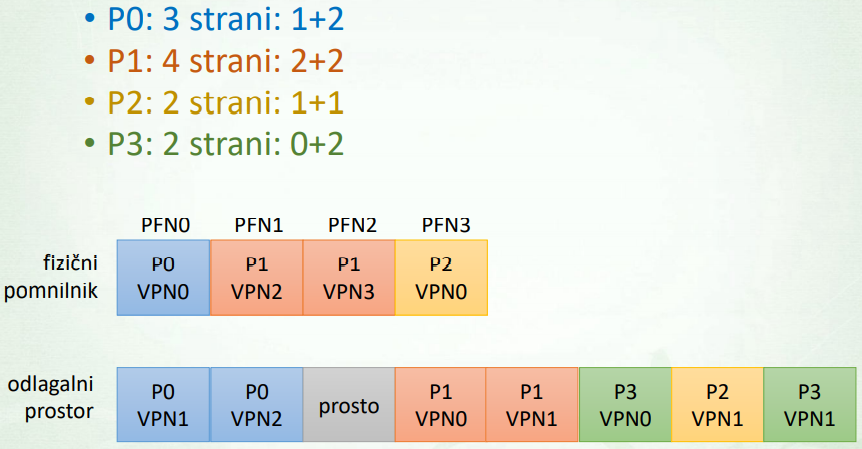 • P0: 3 strani: 1+2
• P1: 4 strani: 2+2
• P2: 2 strani: 1+1
• P3: 2 strani: 0+2
PFN0 PFN1 PFN2 PFN3
fizični pomnilnik
P0 P1 P1 P2
VPN0 VPN2 VPN3 VPN0
odlagalni prostor
P0 P0 prosto P1 P1 P3 P2 P3
VPN1 VPN2 VPN0 VPN1 VPN0 VPN1 VPN1